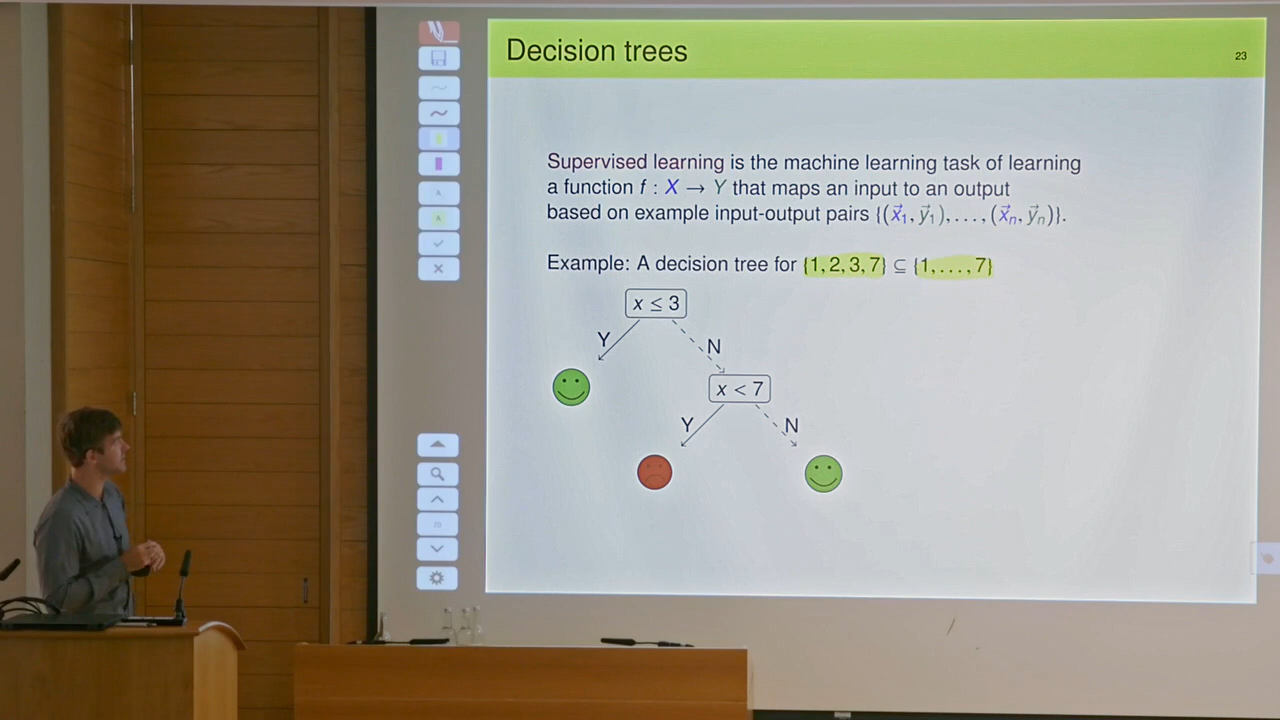 Decision trees
23
Supervised learning is the machine learning task of learning
a function f : X → Y that maps an input to an output
based on example input-output pairs {(x⃗₁, y⃗₁), . . . , (x⃗ₙ, y⃗ₙ)}.
Example: A decision tree for {1, 2, 3, 7} ⊆ {1, . . . , 7}
x ≤ 3
Y
N
x < 7
Y
N